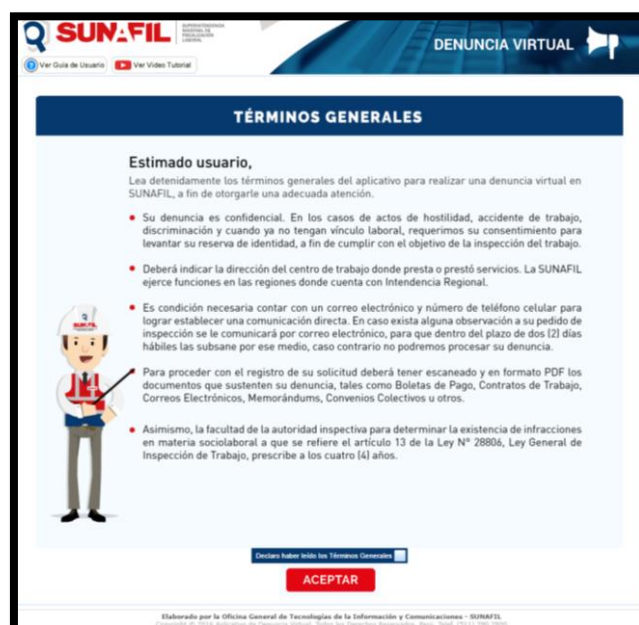 SUNAFIL
SUPERINTENDENCIA
NACIONAL DE
FISCALIZACIÓN
LABORAL
DENUNCIA VIRTUAL
Ver Guía de Usuario
Ver Video Tutorial
TÉRMINOS GENERALES
Estimado usuario,
Lea detenidamente los términos generales del aplicativo para realizar una denuncia virtual en
SUNAFIL, a fin de otorgarle una adecuada atención.
• Su denuncia es confidencial. En los casos de actos de hostilidad, accidente de trabajo,
discriminación y cuando ya no tengan vínculo laboral, requerimos su consentimiento para
levantar su reserva de identidad, a fin de cumplir con el objetivo de la inspección del trabajo.
• Deberá indicar la dirección del centro de trabajo donde presta o prestó servicios. La SUNAFIL
ejerce funciones en las regiones donde cuenta con Intendencia Regional.
• Es condición necesaria contar con un correo electrónico y número de teléfono celular para
lograr establecer una comunicación directa. En caso exista alguna observación a su pedido de
inspección se le comunicará por correo electrónico, para que dentro del plazo de dos (2) días
hábiles las subsane por ese medio, caso contrario no podremos procesar su denuncia.
Para proceder con el registro de su solicitud deberá tener escaneado y en formato PDF los
documentos que sustenten su denuncia, tales como Boletas de Pago, Contratos de Trabajo,
Correos Electrónicos, Memorándums, Convenios Colectivos u otros.
• Asimismo, la facultad de la autoridad inspectiva para determinar la existencia de infracciones
en materia sociolaboral a que se refiere el artículo 13 de la Ley N° 28806, Ley General de
Inspección de Trabajo, prescribe a los cuatro (4) años.
SUNAFIL
Declaro haber leído los Términos Generales
ACEPTAR
Elaborado por la Oficina General de Tecnologías de la Información y Comunicaciones - SUNAFIL